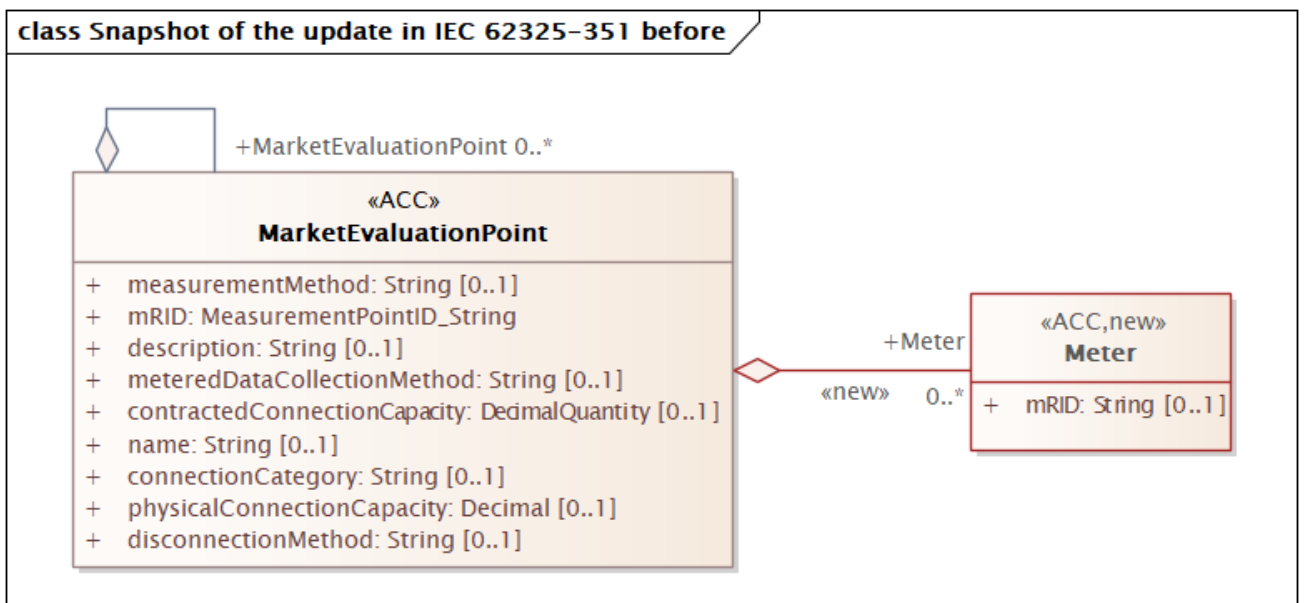 class Snapshot of the update in IEC 62325-351 before
+MarketEvaluationPoint 0..*
«ACC»
MarketEvaluationPoint
+ measurementMethod: String [0..1]
+ mRID: MeasurementPointID_String
+ description: String [0..1]
+ meteredDataCollectionMethod: String [0..1]
+ contractedConnectionCapacity: DecimalQuantity [0..1]
+ name: String [0..1]
+ connectionCategory: String [0..1]
+ physicalConnectionCapacity: Decimal [0..1]
+ disconnectionMethod: String [0..1]
+Meter
«new» 0..*
«ACC,new»
Meter
+ mRID: String [0..1]